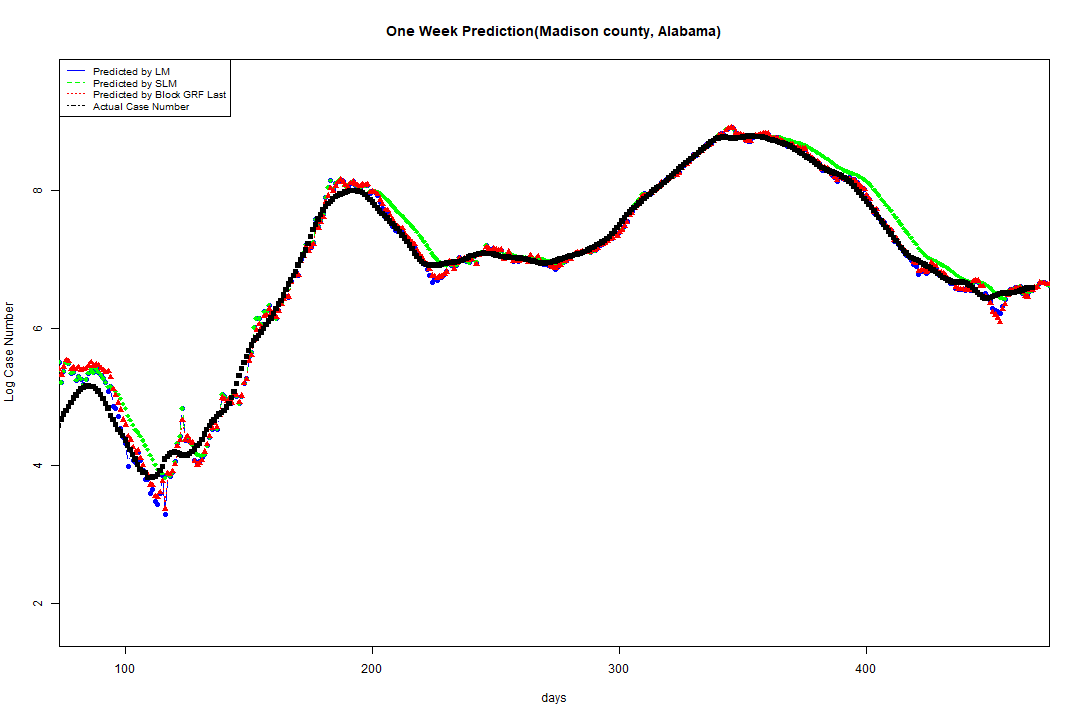 One Week Prediction(Madison county, Alabama)
Predicted by LM
Predicted by SLM
Predicted by Block GRF Last
Actual Case Number
Log Case Number
8
6
4
2
100 200 300 400
days